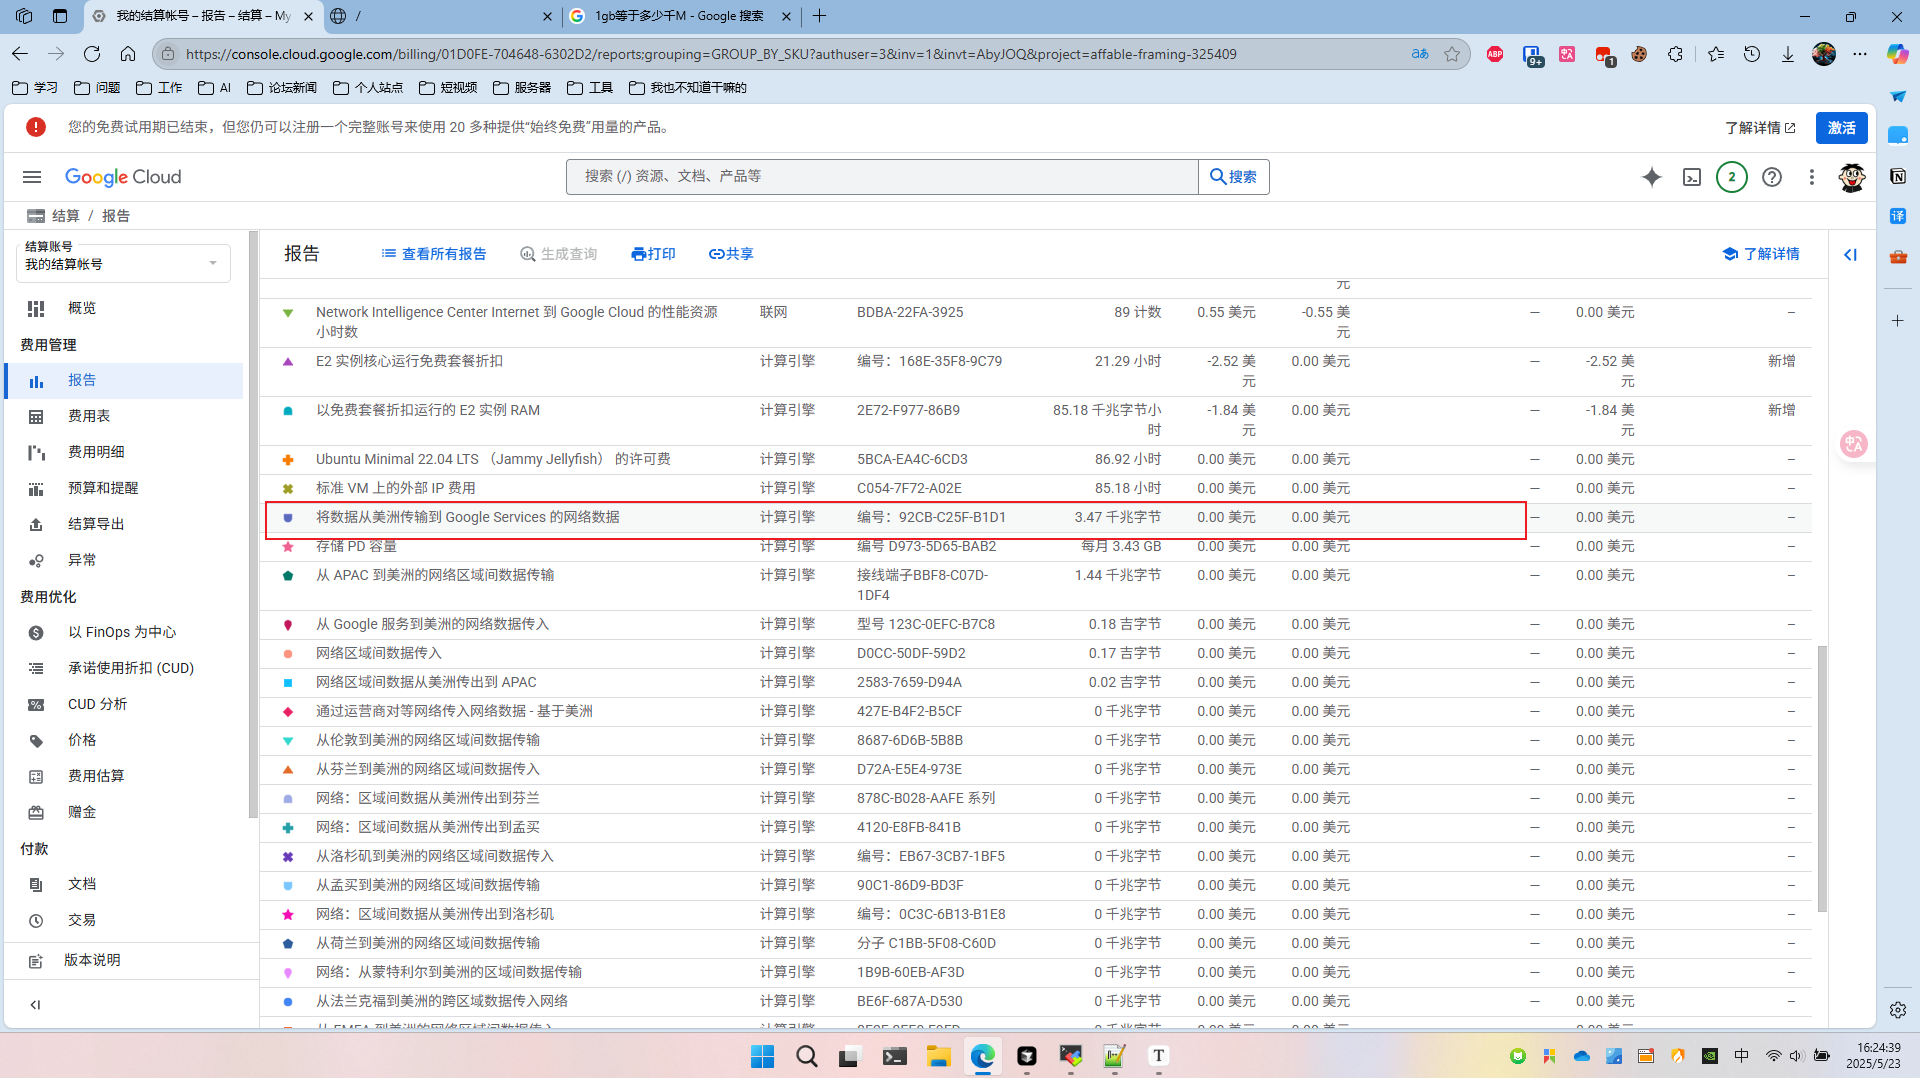 我的结算帐号 – 报告 – 结算 – My
/
1gb等于多少千M - Google 搜索
https://console.cloud.google.com/billing/01D0FE-704648-6302D2/reports;grouping=GROUP_BY_SKU?authuser=3&inv=1&invt=AbyJOQ&project=affable-framing-325409
学习 问题 工作 AI 论坛新闻 个人站点 短视频 服务器 工具 我也不知道干嘛的
您的免费试用期已结束，但您仍可以注册一个完整账号来使用 20 多种提供“始终免费”用量的产品。 了解详情 激活
Google Cloud 搜索 (/) 资源、文档、产品等 搜索 2
结算 / 报告
结算账号
我的结算帐号
概览
费用管理
报告
费用表
费用明细
预算和提醒
结算导出
异常
费用优化
以 FinOps 为中心
承诺使用折扣 (CUD)
CUD 分析
价格
费用估算
赠金
付款
文档
交易
版本说明
报告 查看所有报告 生成查询 打印 共享 了解详情
元
Network Intelligence Center Internet 到 Google Cloud 的性能资源 联网 BDBA-22FA-3925 89 计数 0.55 美元 -0.55 美 — 0.00 美元 –
小时数 元
E2 实例核心运行免费套餐折扣 计算引擎 编号：168E-35F8-9C79 21.29 小时 -2.52 美 0.00 美元 — -2.52 美 新增
元 元
以免费套餐折扣运行的 E2 实例 RAM 计算引擎 2E72-F977-86B9 85.18 千兆字节小 -1.84 美 0.00 美元 — -1.84 美 新增
时 元 元
Ubuntu Minimal 22.04 LTS （Jammy Jellyfish） 的许可费 计算引擎 5BCA-EA4C-6CD3 86.92 小时 0.00 美元 0.00 美元 — 0.00 美元 –
标准 VM 上的外部 IP 费用 计算引擎 C054-7F72-A02E 85.18 小时 0.00 美元 0.00 美元 — 0.00 美元 –
将数据从美洲传输到 Google Services 的网络数据 计算引擎 编号：92CB-C25F-B1D1 3.47 千兆字节 0.00 美元 0.00 美元 — 0.00 美元 –
存储 PD 容量 计算引擎 编号 D973-5D65-BAB2 每月 3.43 GB 0.00 美元 0.00 美元 — 0.00 美元 –
从 APAC 到美洲的网络区域间数据传输 计算引擎 接线端子BBF8-C07D- 1.44 千兆字节 0.00 美元 0.00 美元 — 0.00 美元 –
1DF4
从 Google 服务到美洲的网络数据传入 计算引擎 型号 123C-0EFC-B7C8 0.18 吉字节 0.00 美元 0.00 美元 — 0.00 美元 –
网络区域间数据传入 计算引擎 D0CC-50DF-59D2 0.17 吉字节 0.00 美元 0.00 美元 — 0.00 美元 –
网络区域间数据从美洲传出到 APAC 计算引擎 2583-7659-D94A 0.02 吉字节 0.00 美元 0.00 美元 — 0.00 美元 –
通过运营商对等网络传入网络数据 - 基于美洲 计算引擎 427E-B4F2-B5CF 0 千兆字节 0.00 美元 0.00 美元 — 0.00 美元 –
从伦敦到美洲的网络区域间数据传输 计算引擎 8687-6D6B-5B8B 0 千兆字节 0.00 美元 0.00 美元 — 0.00 美元 –
从芬兰到美洲的网络区域间数据传入 计算引擎 D72A-E5E4-973E 0 千兆字节 0.00 美元 0.00 美元 — 0.00 美元 –
网络：区域间数据从美洲传出到芬兰 计算引擎 878C-B028-AAFE 系列 0 千兆字节 0.00 美元 0.00 美元 — 0.00 美元 –
网络：区域间数据从美洲传出到孟买 计算引擎 4120-E8FB-841B 0 千兆字节 0.00 美元 0.00 美元 — 0.00 美元 –
从洛杉矶到美洲的网络区域间数据传入 计算引擎 编号：EB67-3CB7-1BF5 0 千兆字节 0.00 美元 0.00 美元 — 0.00 美元 –
从孟买到美洲的网络区域间数据传输 计算引擎 90C1-86D9-BD3F 0 千兆字节 0.00 美元 0.00 美元 — 0.00 美元 –
网络：区域间数据从美洲传出到洛杉矶 计算引擎 编号：0C3C-6B13-B1E8 0 千兆字节 0.00 美元 0.00 美元 — 0.00 美元 –
从荷兰到美洲的网络区域间数据传输 计算引擎 分子 C1BB-5F08-C60D 0 千兆字节 0.00 美元 0.00 美元 — 0.00 美元 –
网络：从蒙特利尔到美洲的区域间数据传输 计算引擎 1B9B-60EB-AF3D 0 千兆字节 0.00 美元 0.00 美元 — 0.00 美元 –
从法兰克福到美洲的跨区域数据传入网络 计算引擎 BE6F-687A-D530 0 千兆字节 0.00 美元 0.00 美元 — 0.00 美元 –
中 16:24:39
2025/5/23